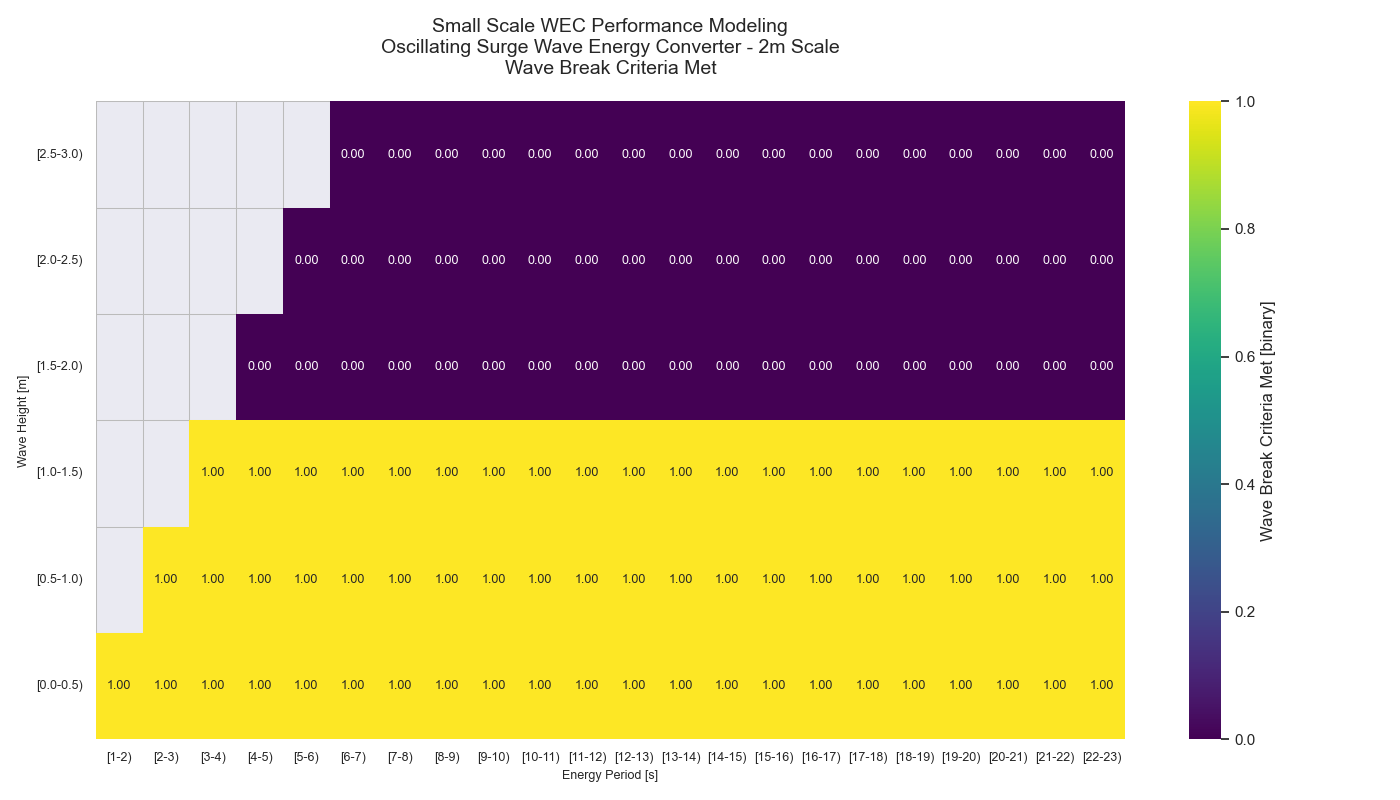 Small Scale WEC Performance Modeling
Oscillating Surge Wave Energy Converter - 2m Scale
Wave Break Criteria Met
[2.5-3.0) 0.00 0.00 0.00 0.00 0.00 0.00 0.00 0.00 0.00 0.00 0.00 0.00 0.00 0.00 0.00 0.00 0.00
[2.0-2.5) 0.00 0.00 0.00 0.00 0.00 0.00 0.00 0.00 0.00 0.00 0.00 0.00 0.00 0.00 0.00 0.00 0.00 0.00
[1.5-2.0) 0.00 0.00 0.00 0.00 0.00 0.00 0.00 0.00 0.00 0.00 0.00 0.00 0.00 0.00 0.00 0.00 0.00 0.00 0.00
[1.0-1.5) 1.00 1.00 1.00 1.00 1.00 1.00 1.00 1.00 1.00 1.00 1.00 1.00 1.00 1.00 1.00 1.00 1.00 1.00 1.00 1.00
[0.5-1.0) 1.00 1.00 1.00 1.00 1.00 1.00 1.00 1.00 1.00 1.00 1.00 1.00 1.00 1.00 1.00 1.00 1.00 1.00 1.00 1.00 1.00
[0.0-0.5) 1.00 1.00 1.00 1.00 1.00 1.00 1.00 1.00 1.00 1.00 1.00 1.00 1.00 1.00 1.00 1.00 1.00 1.00 1.00 1.00 1.00 1.00
[1-2) [2-3) [3-4) [4-5) [5-6) [6-7) [7-8) [8-9) [9-10) [10-11) [11-12) [12-13) [13-14) [14-15) [15-16) [16-17) [17-18) [18-19) [19-20) [20-21) [21-22) [22-23)
Energy Period [s]
Wave Height [m]
1.0
0.8
0.6
0.4
0.2
0.0
Wave Break Criteria Met [binary]